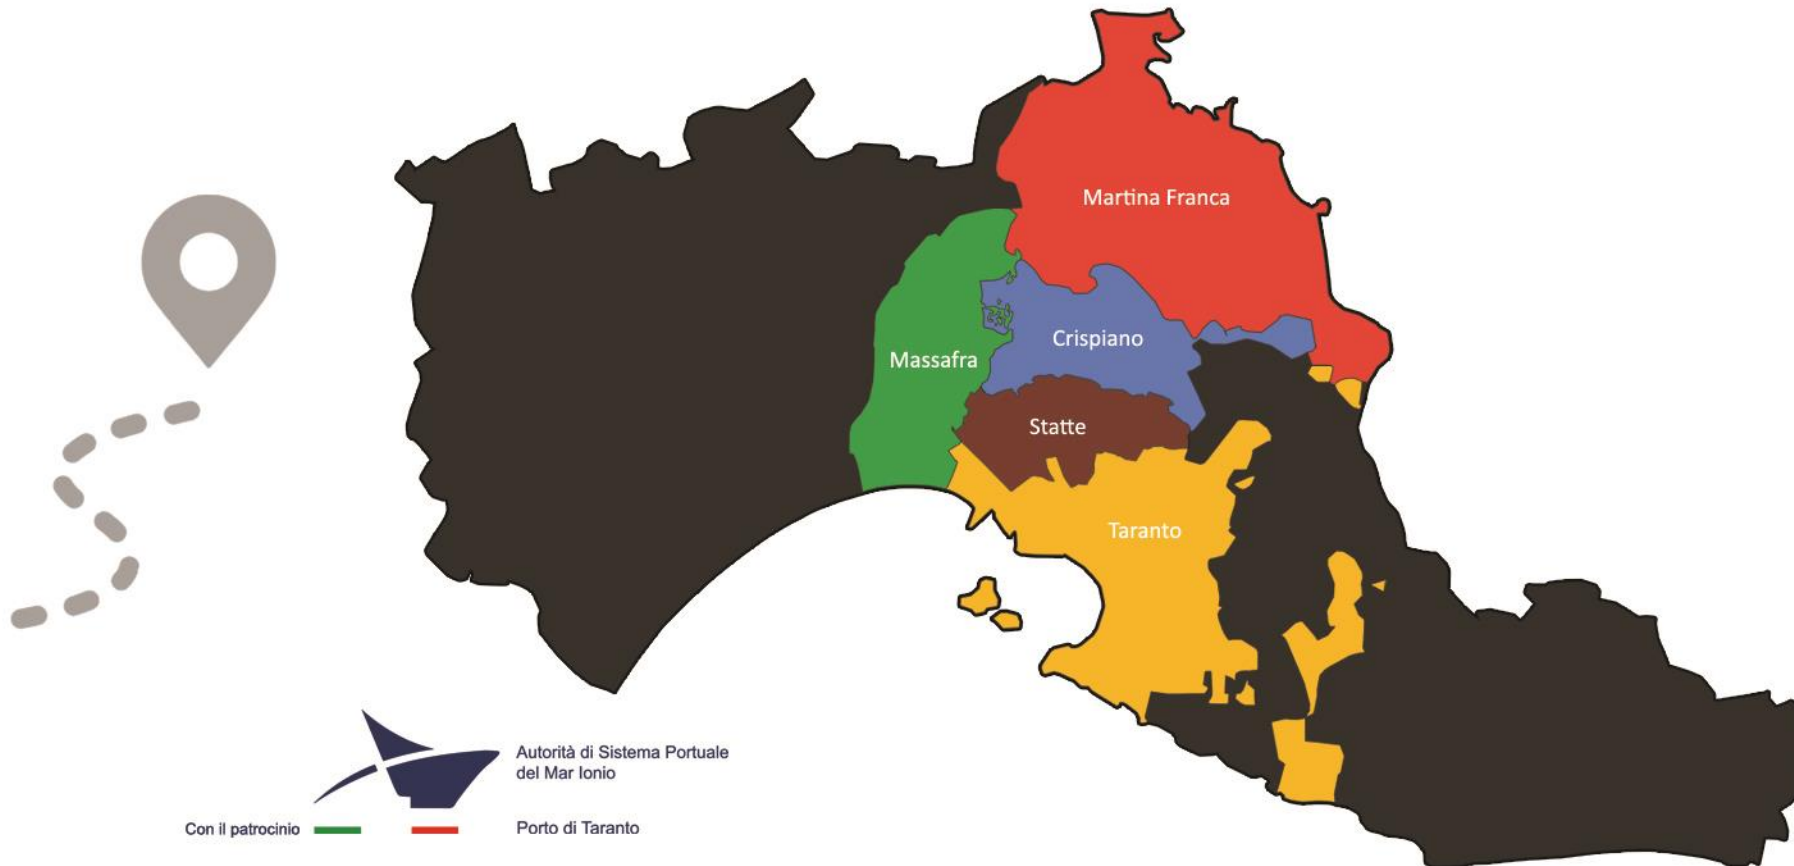 Martina Franca
Crispiano
Massafra
Statte
Taranto
Autorità di Sistema Portuale
del Mar Ionio
Con il patrocinio
Porto di Taranto